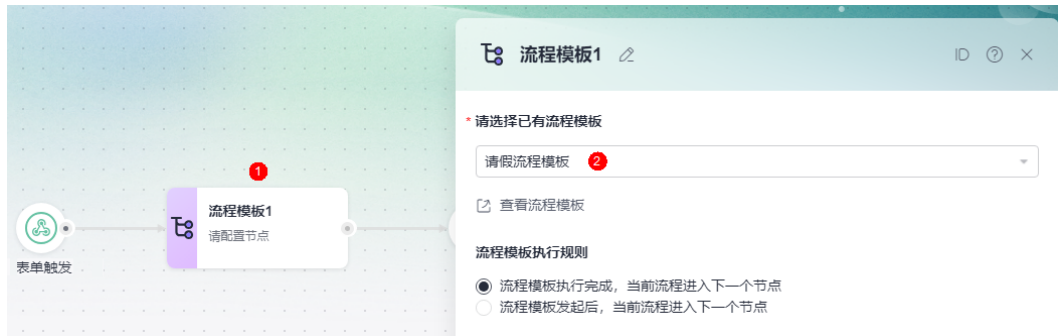 流程模板1
ID
* 请选择已有流程模板
请假流程模板 2
查看流程模板
流程模板执行规则
流程模板执行完成，当前流程进入下一个节点
流程模板发起后，当前流程进入下一个节点
1
流程模板1
请配置节点
表单触发